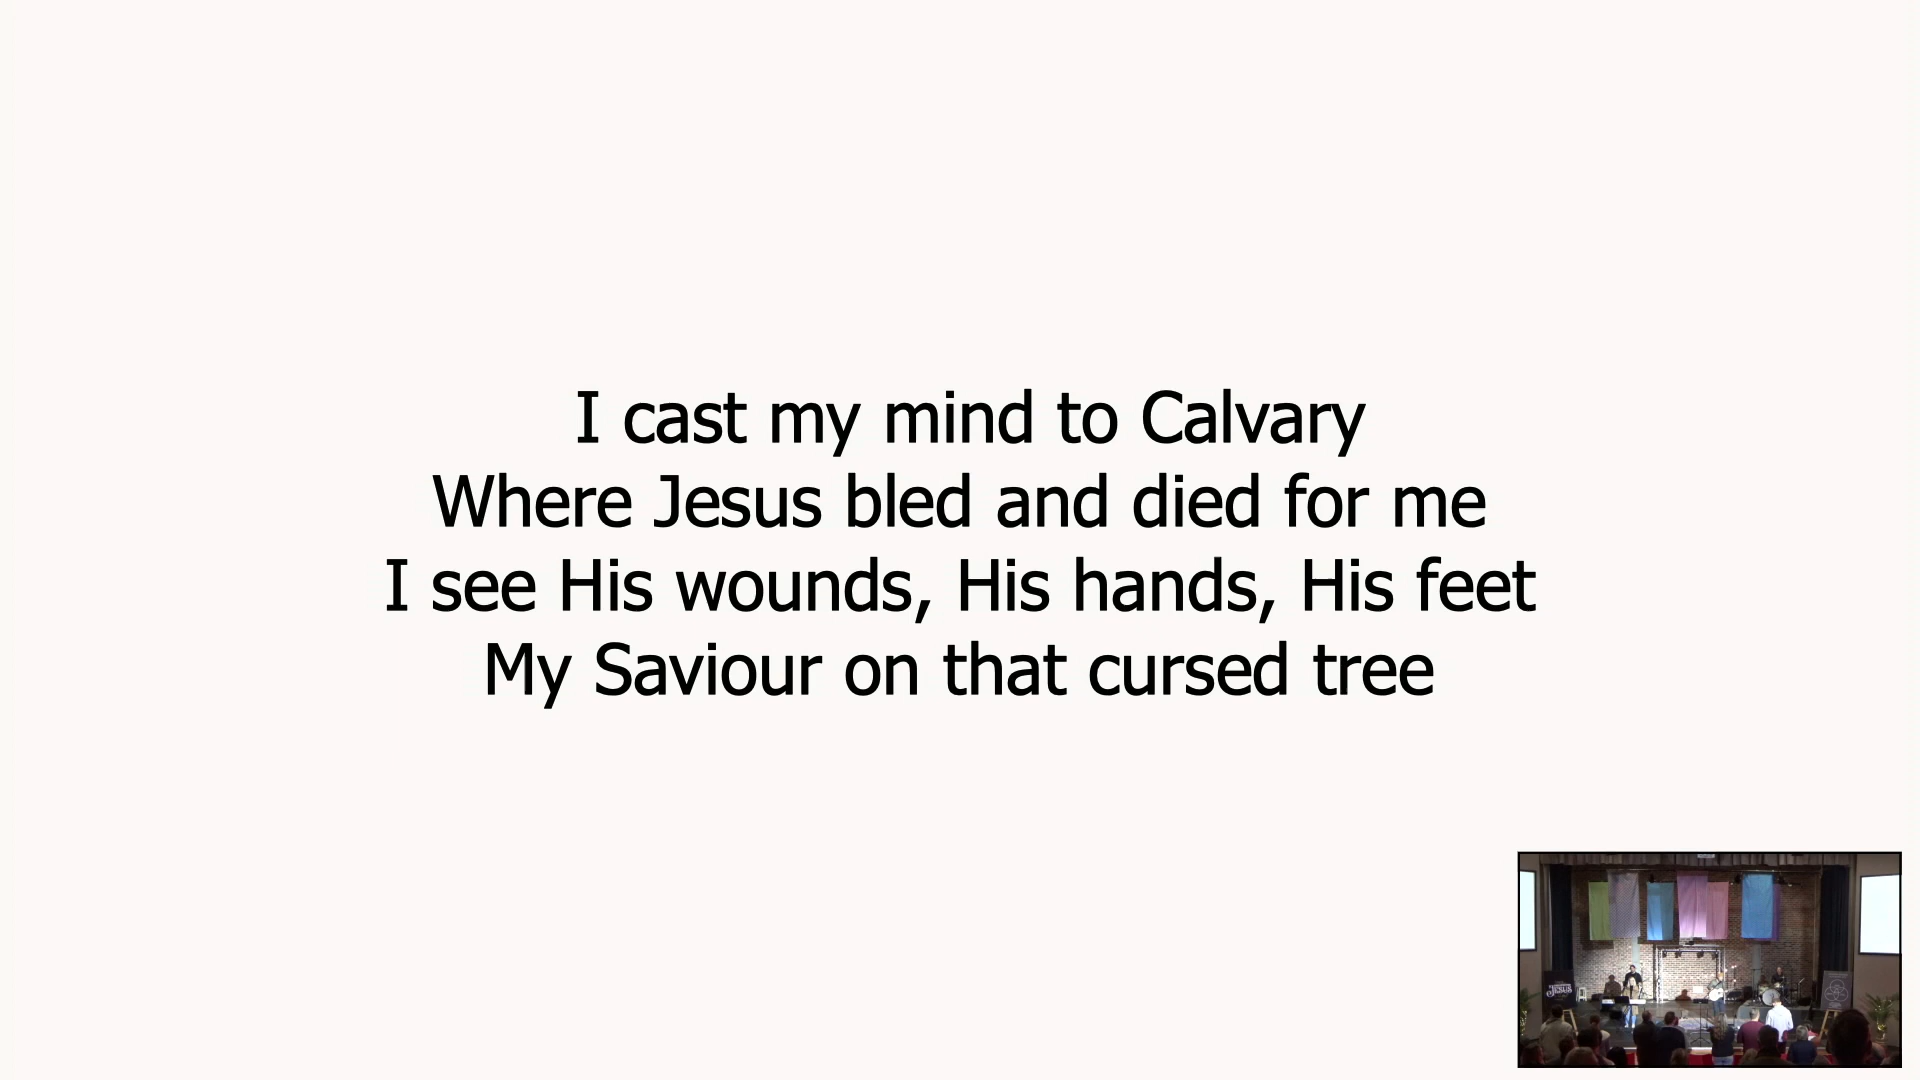 I cast my mind to Calvary
Where Jesus bled and died for me
I see His wounds, His hands, His feet
My Saviour on that cursed tree
JESUS